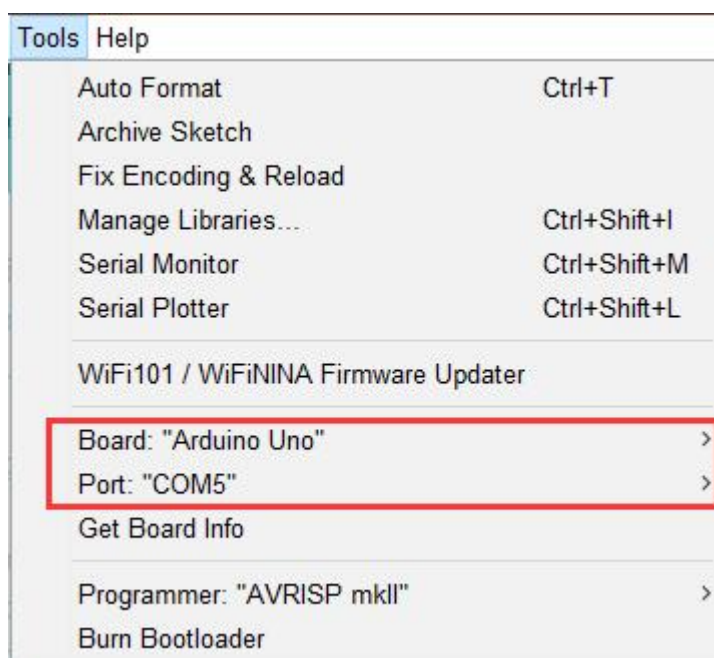 Tools Help
Auto Format Ctrl+T
Archive Sketch
Fix Encoding & Reload
Manage Libraries... Ctrl+Shift+I
Serial Monitor Ctrl+Shift+M
Serial Plotter Ctrl+Shift+L
WiFi101 / WiFiNINA Firmware Updater
Board: "Arduino Uno" >
Port: "COM5" >
Get Board Info
Programmer: "AVRISP mkII" >
Burn Bootloader